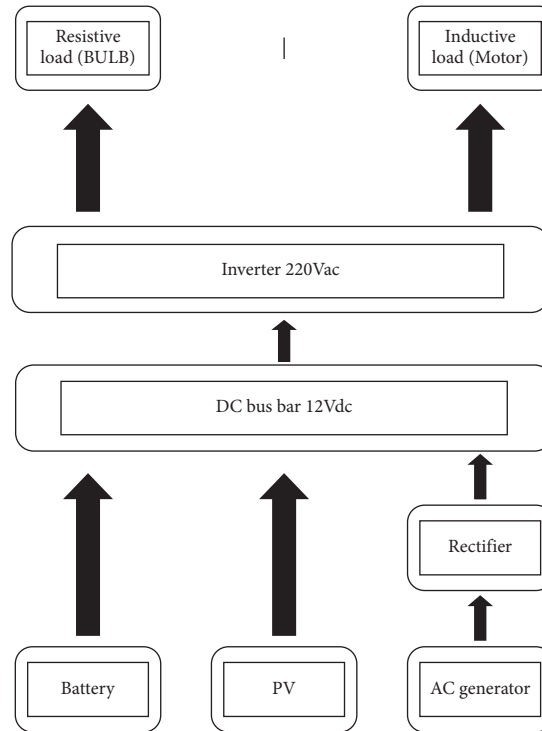 Resistive
load (BULB)
Inductive
load (Motor)
Inverter 220Vac
DC bus bar 12Vdc
Rectifier
Battery
PV
AC generator